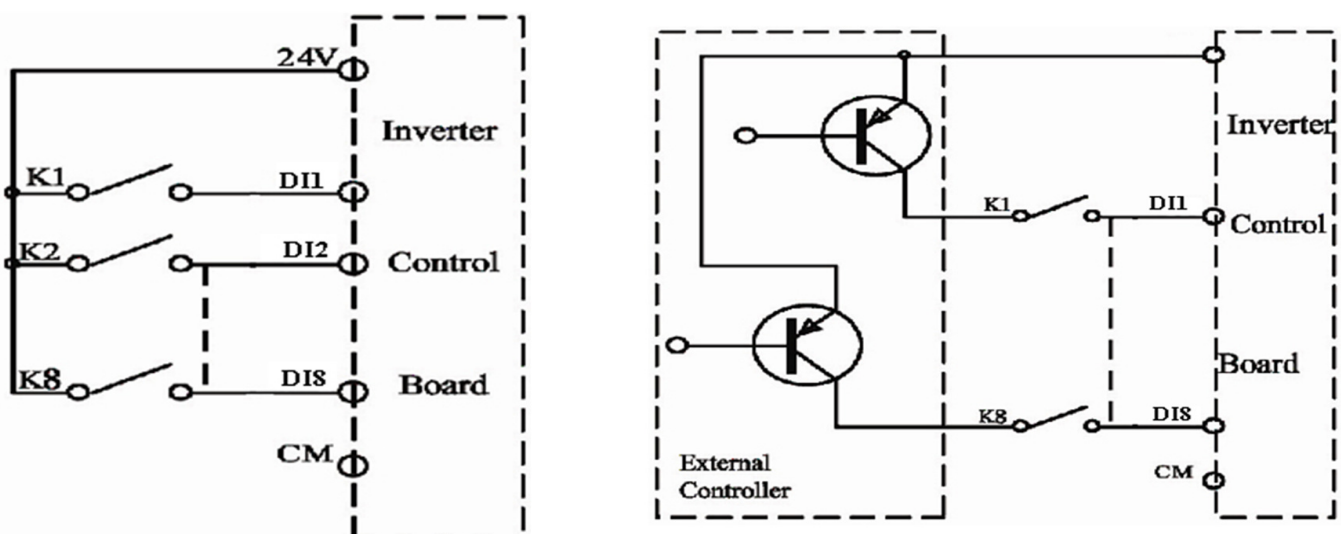 24V
Inverter
K1
DI1
K2
DI2
Control
K8
DI8
Board
CM
Inverter
K1
DI1
Control
Board
K8
DI8
CM
External
Controller